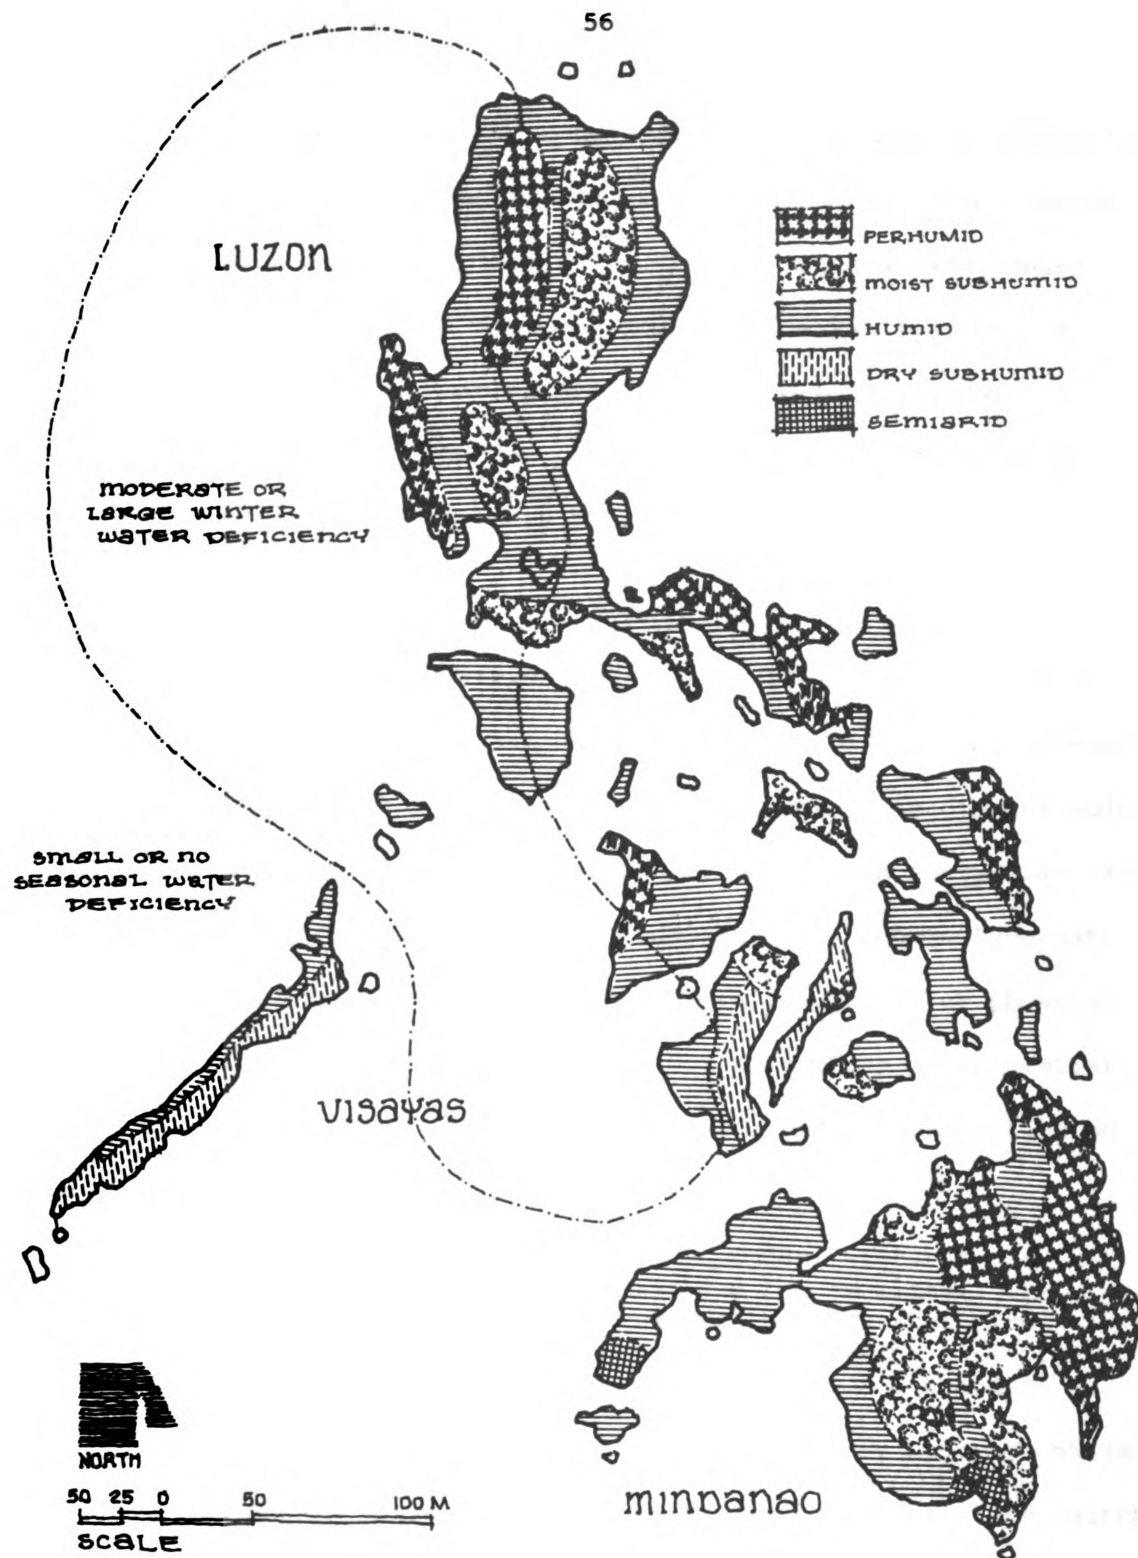 56
LUZON
PERHUMID
MOIST SUBHUMID
HUMID
DRY SUBHUMID
SEMIARID
MODERATE OR
LARGE WINTER
WATER DEFICIENCY
SMALL OR NO
SEASONAL WATER
DEFICIENCY
VISAYAS
NORTH
50 25 0 50 100 M
SCALE
MINDANAO